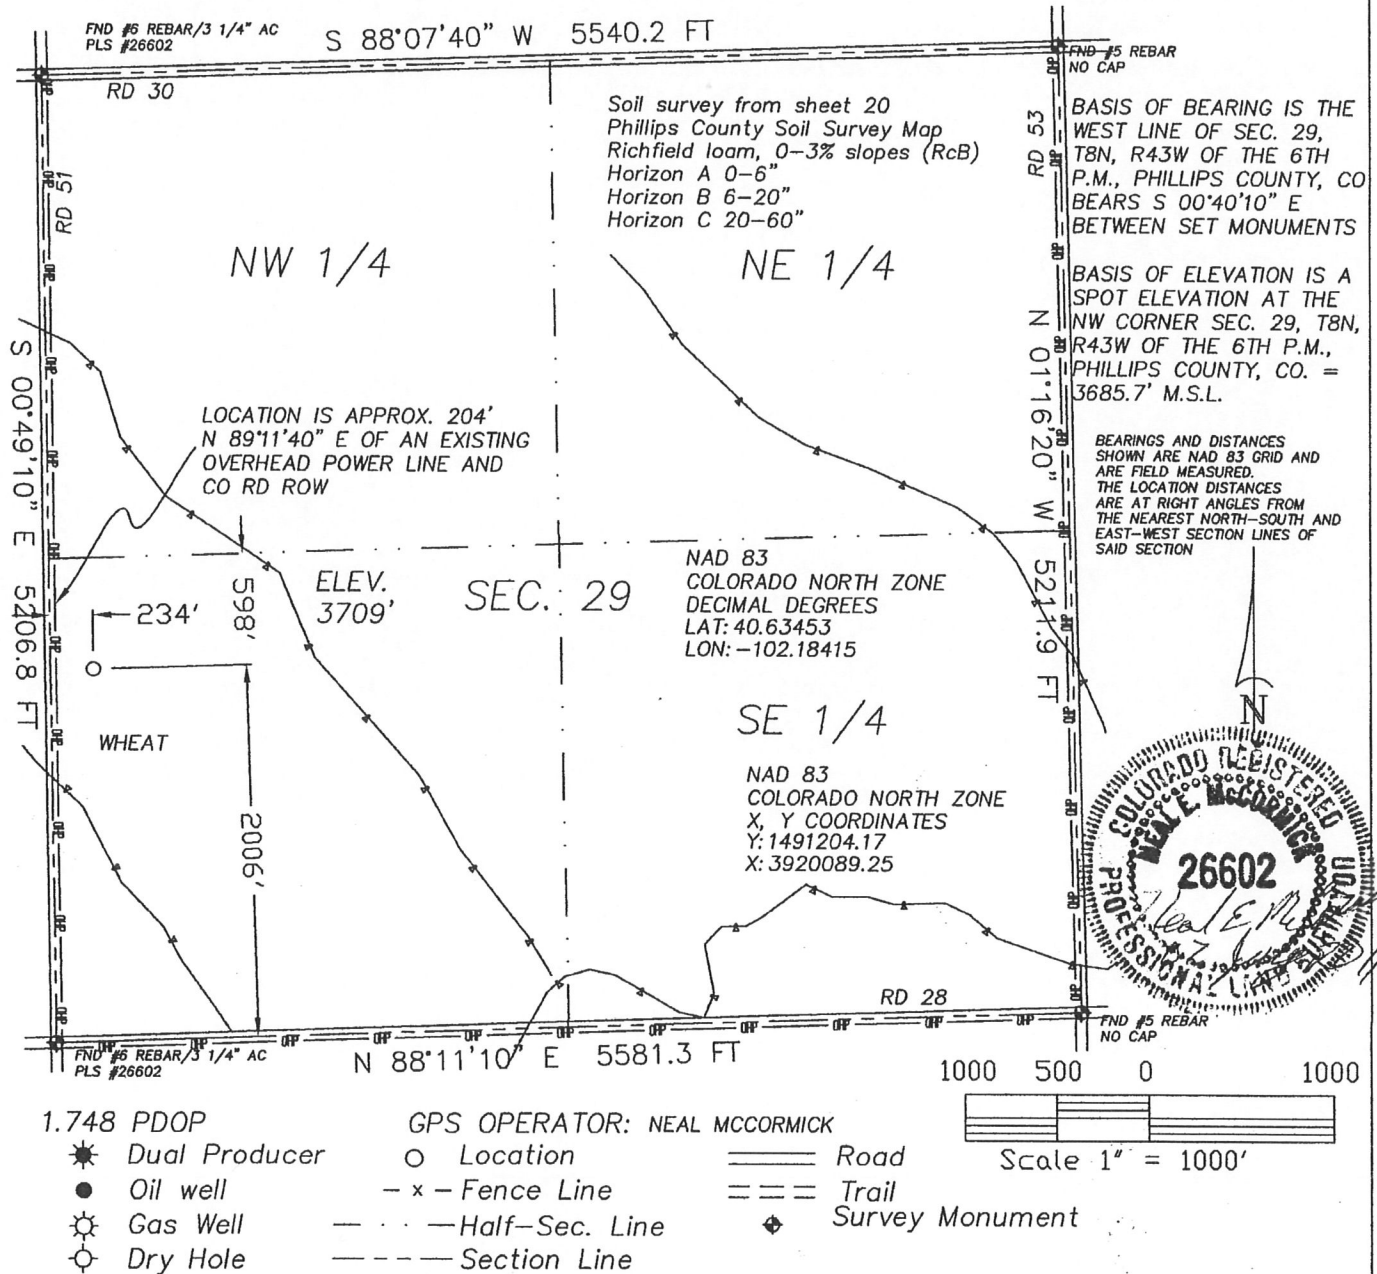 FND #6 REBAR/3 1/4" AC
PLS #26602
S 88°07'40" W 5540.2 FT
FND #5 REBAR
NO CAP
RD 30
RD 51
RD 53
Soil survey from sheet 20
Phillips County Soil Survey Map
Richfield loam, 0-3% slopes (RcB)
Horizon A 0-6"
Horizon B 6-20"
Horizon C 20-60"
BASIS OF BEARING IS THE
WEST LINE OF SEC. 29,
T8N, R43W OF THE 6TH
P.M., PHILLIPS COUNTY, CO
BEARS S 00°40'10" E
BETWEEN SET MONUMENTS
NW 1/4
NE 1/4
BASIS OF ELEVATION IS A
SPOT ELEVATION AT THE
NW CORNER SEC. 29, T8N,
R43W OF THE 6TH P.M.,
PHILLIPS COUNTY, CO. =
3685.7' M.S.L.
S 00°49'10" E 5206.8 FT
N 01°16'20" W 5211.9 FT
LOCATION IS APPROX. 204'
N 89°11'40" E OF AN EXISTING
OVERHEAD POWER LINE AND
CO RD ROW
BEARINGS AND DISTANCES
SHOWN ARE NAD 83 GRID AND
ARE FIELD MEASURED.
THE LOCATION DISTANCES
ARE AT RIGHT ANGLES FROM
THE NEAREST NORTH-SOUTH AND
EAST-WEST SECTION LINES OF
SAID SECTION
ELEV.
3709'
SEC. 29
234'
598'
NAD 83
COLORADO NORTH ZONE
DECIMAL DEGREES
LAT: 40.63453
LON: -102.18415
N
WHEAT
SE 1/4
2006'
NAD 83
COLORADO NORTH ZONE
X, Y COORDINATES
Y: 1491204.17
X: 3920089.25
COLORADO REGISTERED
NEAL E. McCORMICK
26602
PROFESSIONAL LAND SURVEYOR
RD 28
OHP
FND #6 REBAR/3 1/4" AC
PLS #26602
N 88°11'10" E 5581.3 FT
FND #5 REBAR
NO CAP
1000 500 0 1000
Scale 1" = 1000'
1.748 PDOP
GPS OPERATOR: NEAL MCCORMICK
Dual Producer
Location
Road
Oil well
- x - Fence Line
Trail
Gas Well
Half-Sec. Line
Survey Monument
Dry Hole
Section Line